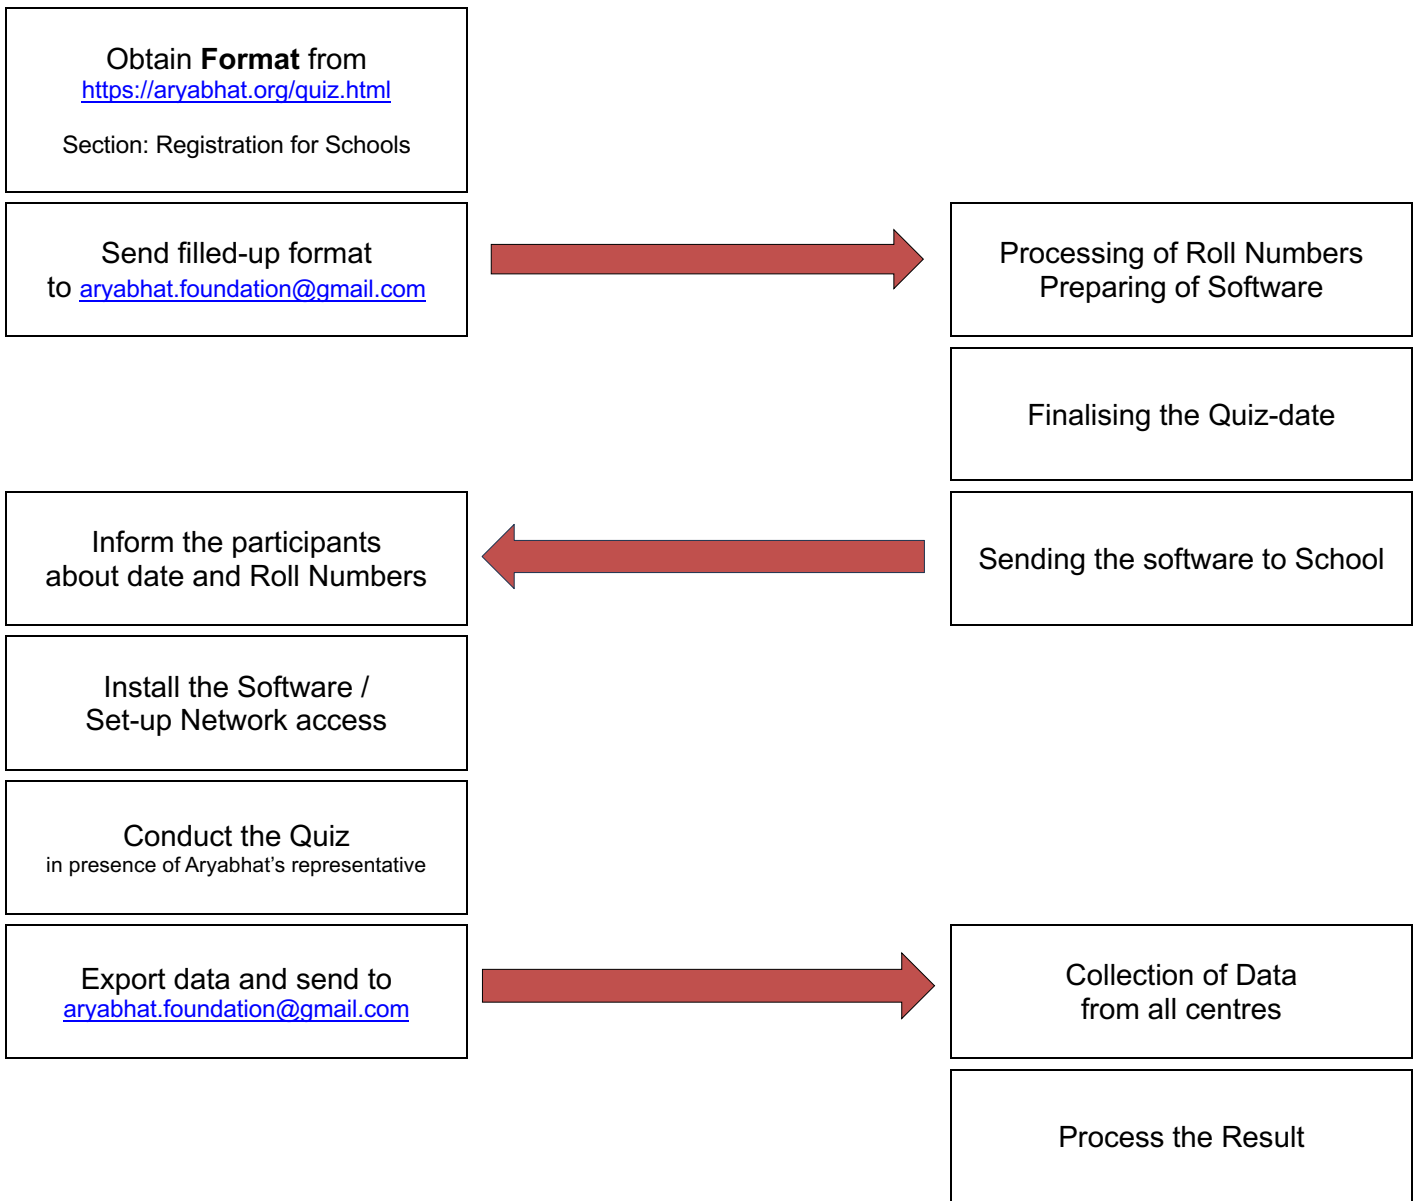 Obtain Format from
https://aryabhat.org/quiz.html
Section: Registration for Schools
Send filled-up format
to aryabhat.foundation@gmail.com
Processing of Roll Numbers
Preparing of Software
Finalising the Quiz-date
Sending the software to School
Inform the participants
about date and Roll Numbers
Install the Software /
Set-up Network access
Conduct the Quiz
in presence of Aryabhat’s representative
Export data and send to
aryabhat.foundation@gmail.com
Collection of Data
from all centres
Process the Result